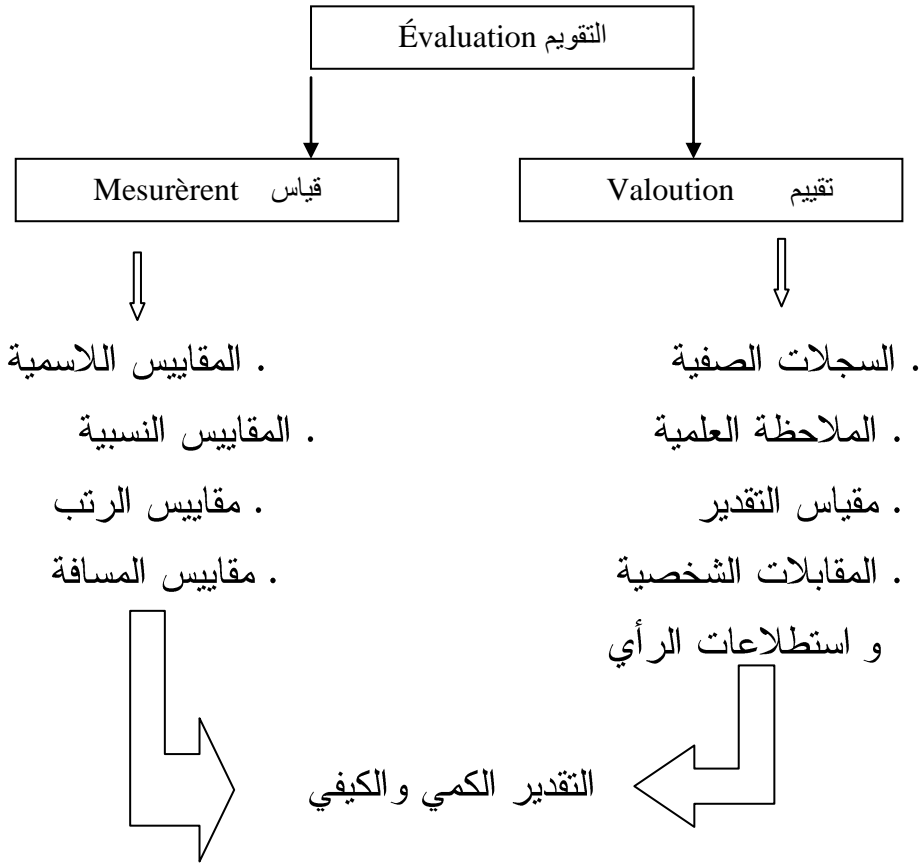 التقويم Évaluation
تقييم Valoution
قياس Mesurèrent
. السجلات الصفية
. الملاحظة العلمية
. مقياس التقدير
. المقابلات الشخصية
و استطلاعات الرأي
. المقاييس اللاسمية
. المقاييس النسبية
. مقاييس الرتب
. مقاييس المسافة
التقدير الكمي والكيفي